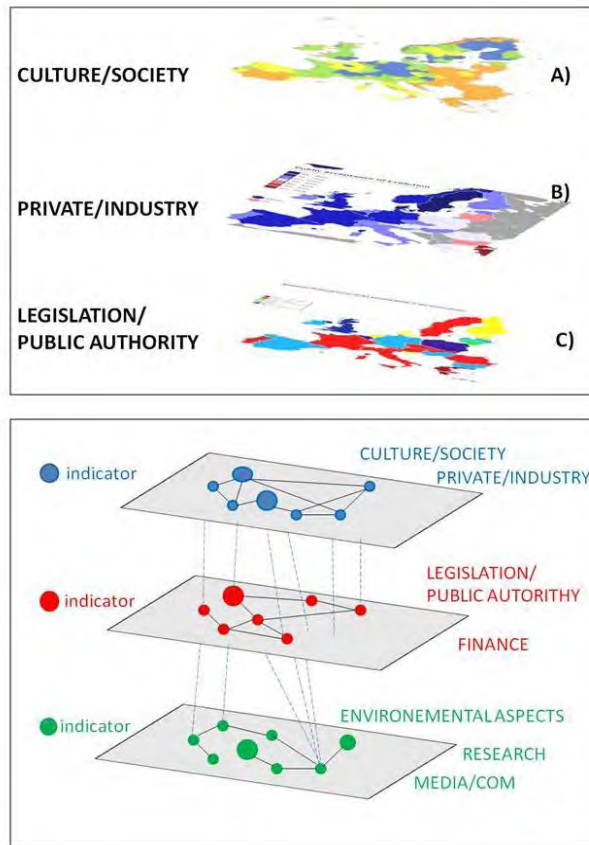 CULTURE/SOCIETY
A)
B)
PRIVATE/INDUSTRY
LEGISLATION/
PUBLIC AUTHORITY
C)
indicator
CULTURE/SOCIETY
PRIVATE/INDUSTRY
indicator
LEGISLATION/
PUBLIC AUTORITHY
FINANCE
indicator
ENVIRONEMENTAL ASPECTS
RESEARCH
MEDIA/COM